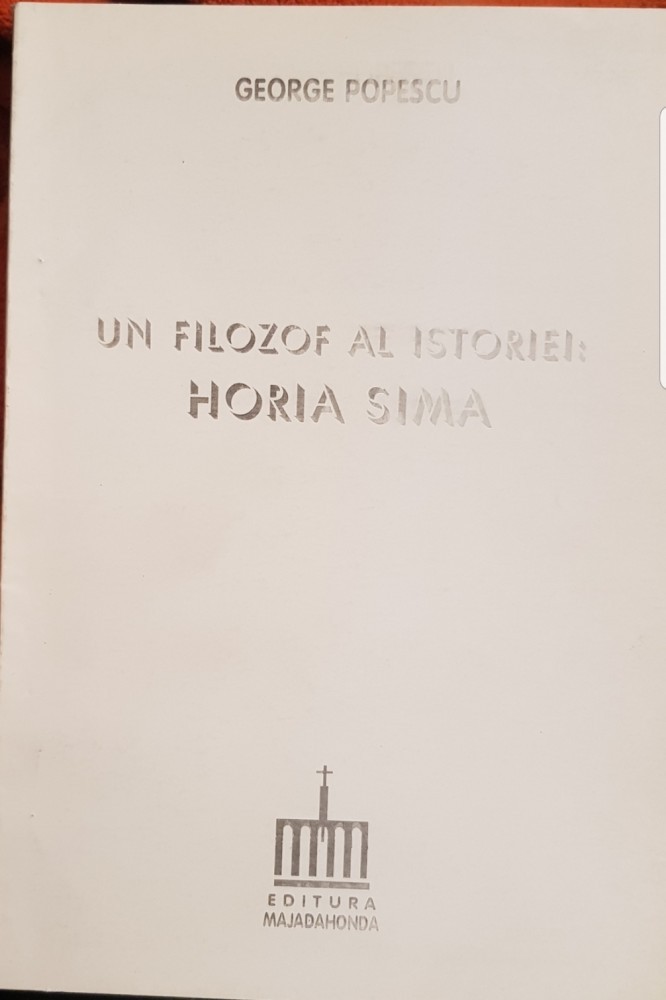 GEORGE POPESCU
UN FILOZOF AL ISTORIEI:
HORIA SIMA
EDITURA
MAJADAHONDA